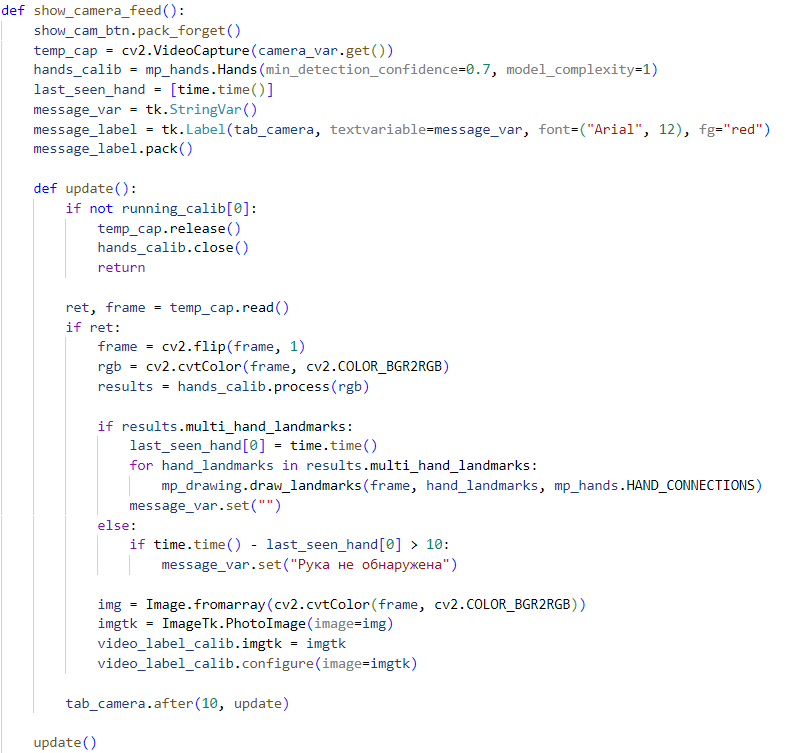 def show_camera_feed():
    show_cam_btn.pack_forget()
    temp_cap = cv2.VideoCapture(camera_var.get())
    hands_calib = mp_hands.Hands(min_detection_confidence=0.7, model_complexity=1)
    last_seen_hand = [time.time()]
    message_var = tk.StringVar()
    message_label = tk.Label(tab_camera, textvariable=message_var, font=("Arial", 12), fg="red")
    message_label.pack()

    def update():
        if not running_calib[0]:
            temp_cap.release()
            hands_calib.close()
            return

        ret, frame = temp_cap.read()
        if ret:
            frame = cv2.flip(frame, 1)
            rgb = cv2.cvtColor(frame, cv2.COLOR_BGR2RGB)
            results = hands_calib.process(rgb)

            if results.multi_hand_landmarks:
                last_seen_hand[0] = time.time()
                for hand_landmarks in results.multi_hand_landmarks:
                    mp_drawing.draw_landmarks(frame, hand_landmarks, mp_hands.HAND_CONNECTIONS)
                message_var.set("")
            else:
                if time.time() - last_seen_hand[0] > 10:
                    message_var.set("Рука не обнаружена")

            img = Image.fromarray(cv2.cvtColor(frame, cv2.COLOR_BGR2RGB))
            imgtk = ImageTk.PhotoImage(image=img)
            video_label_calib.imgtk = imgtk
            video_label_calib.configure(image=imgtk)

        tab_camera.after(10, update)

    update()